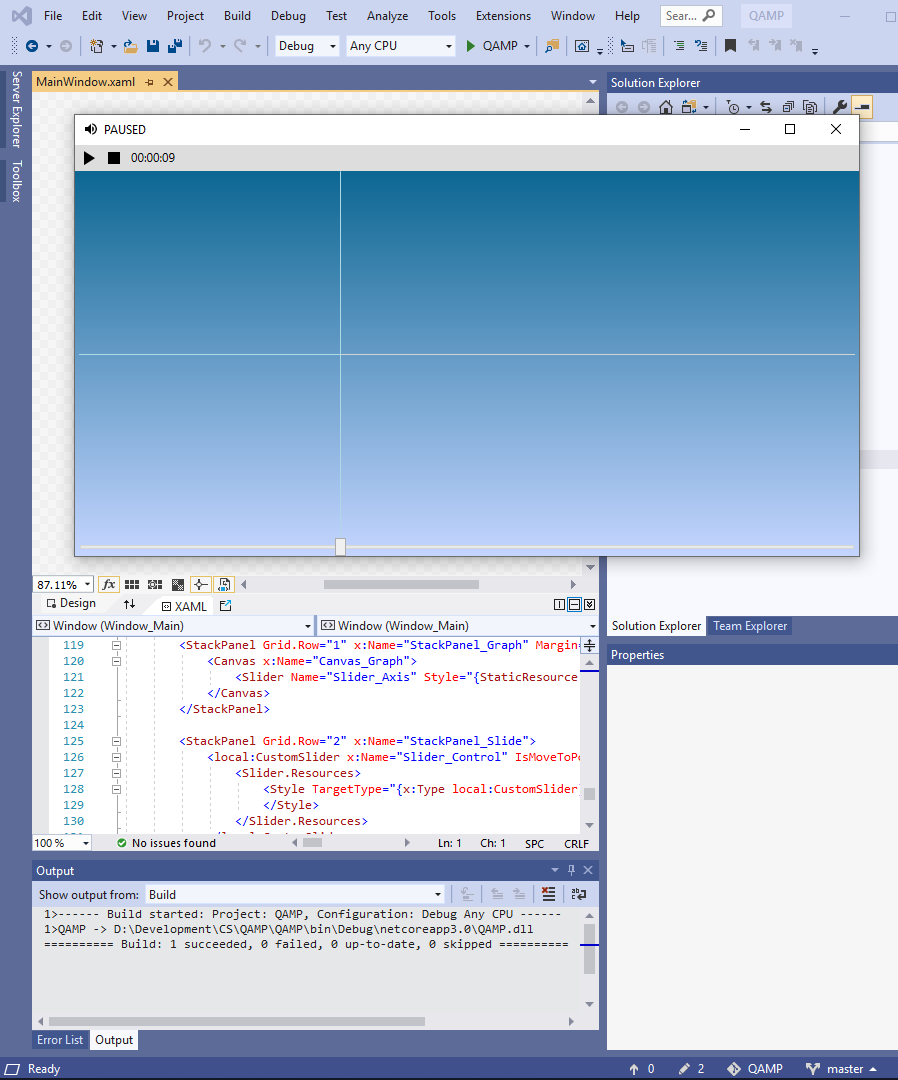 File Edit View Project Build Debug Test Analyze Tools Extensions Window Help Sear... QAMP
Debug Any CPU QAMP
Server Explorer
Toolbox
MainWindow.xaml
Solution Explorer
PAUSED
00:00:09
87.11% fx
Design XAML
Window (Window_Main) Window (Window_Main)
119 <StackPanel Grid.Row="1" x:Name="StackPanel_Graph" Margin=
120 <Canvas x:Name="Canvas_Graph">
121 <Slider Name="Slider_Axis" Style="{StaticResource
122 </Canvas>
123 </StackPanel>
124
125 <StackPanel Grid.Row="2" x:Name="StackPanel_Slide">
126 <local:CustomSlider x:Name="Slider_Control" IsMoveToPo
127 <Slider.Resources>
128 <Style TargetType="{x:Type local:CustomSlider
129 </Style>
130 </Slider.Resources>
100 % No issues found Ln: 1 Ch: 1 SPC CRLF
Solution Explorer Team Explorer
Properties
Output
Show output from: Build
1>------ Build started: Project: QAMP, Configuration: Debug Any CPU ------
1>QAMP -> D:\Development\CS\QAMP\QAMP\bin\Debug\netcoreapp3.0\QAMP.dll
========== Build: 1 succeeded, 0 failed, 0 up-to-date, 0 skipped ==========
Error List Output
Ready 0 2 QAMP master